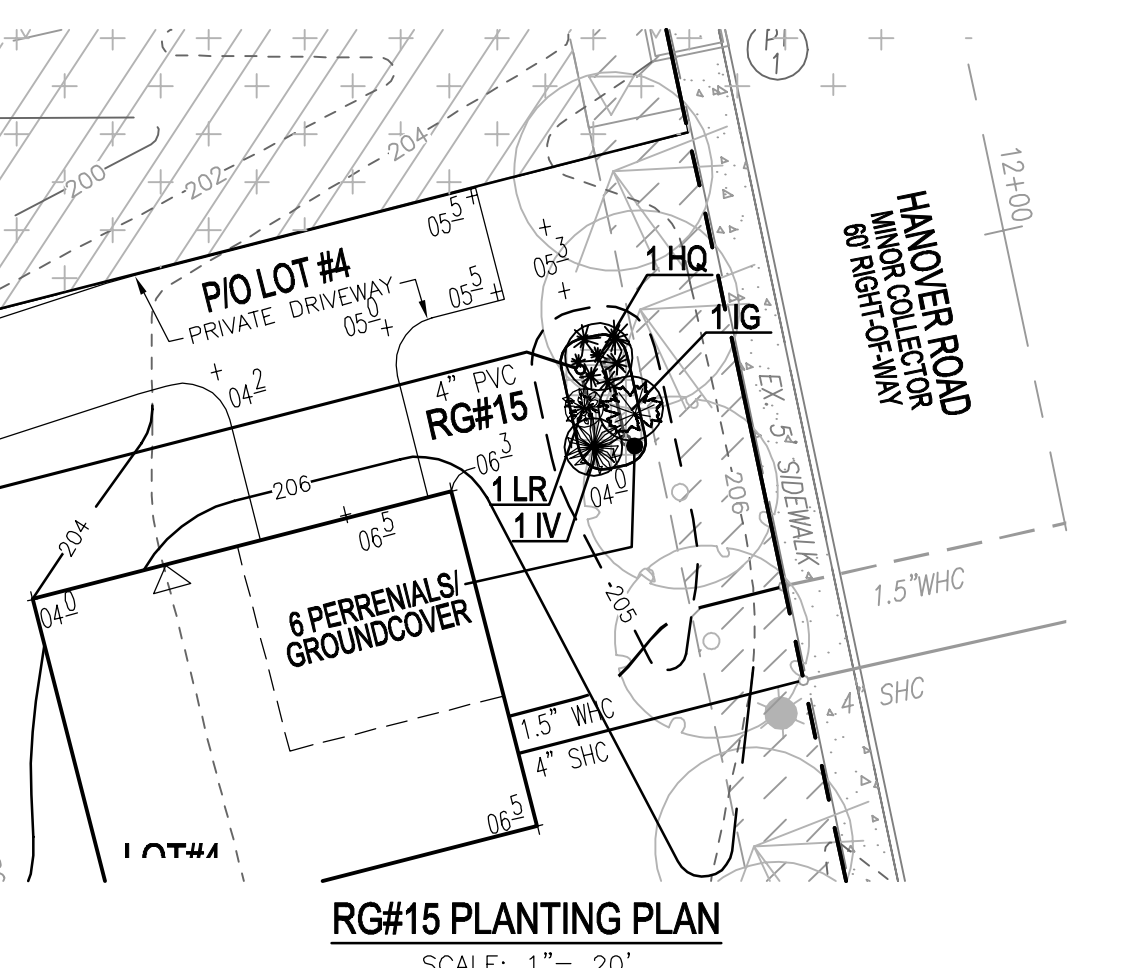 PI
1
204
202
200
12+00
05 5
P/O LOT #4
PRIVATE DRIVEWAY
05 3
05 5
05 0
1 HQ
1 IG
HANOVER ROAD
MINOR COLLECTOR
60' RIGHT-OF-WAY
04 2
4" PVC
RG#15
EX. 5' SIDEWALK
06 3
206
1 LR
04 0
206
1 IV
204
06 5
04 0
6 PERRENIALS/
GROUNDCOVER
205
1.5"WHC
4" SHC
1.5" WHC
4" SHC
06 5
LOT#4
RG#15 PLANTING PLAN
SCALE: 1"= 20'